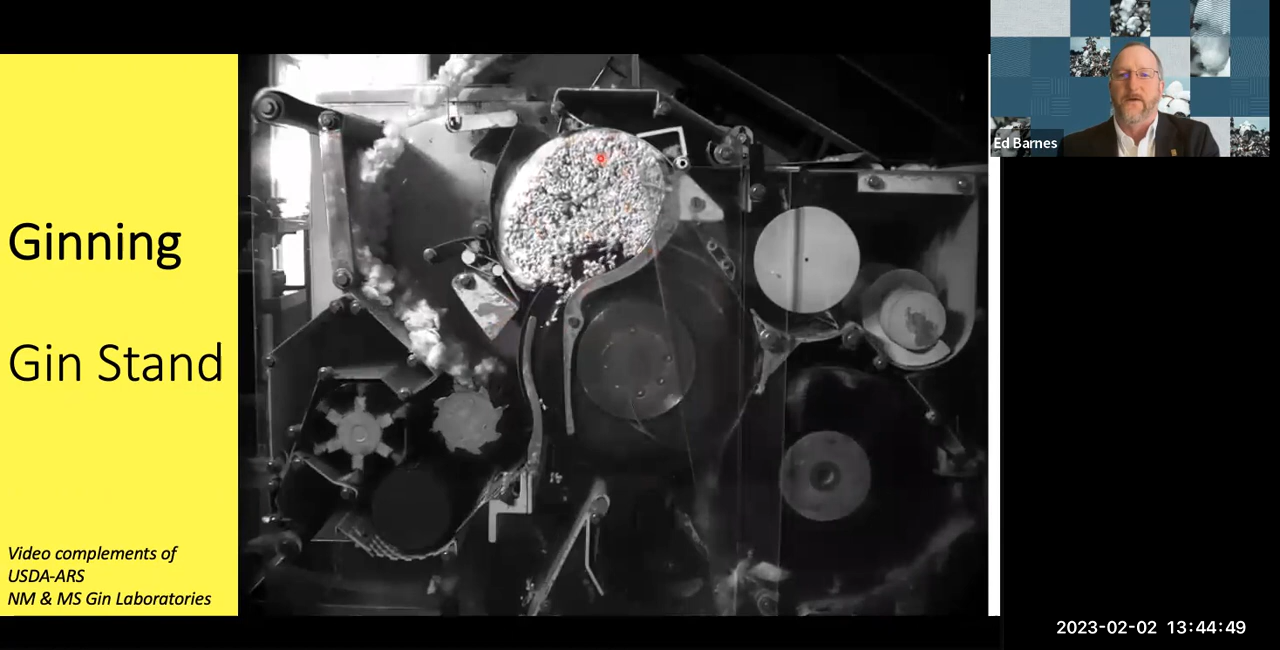 Ginning
Gin Stand
Video complements of
USDA-ARS
NM & MS Gin Laboratories
Ed Barnes
2023-02-02 13:44:49